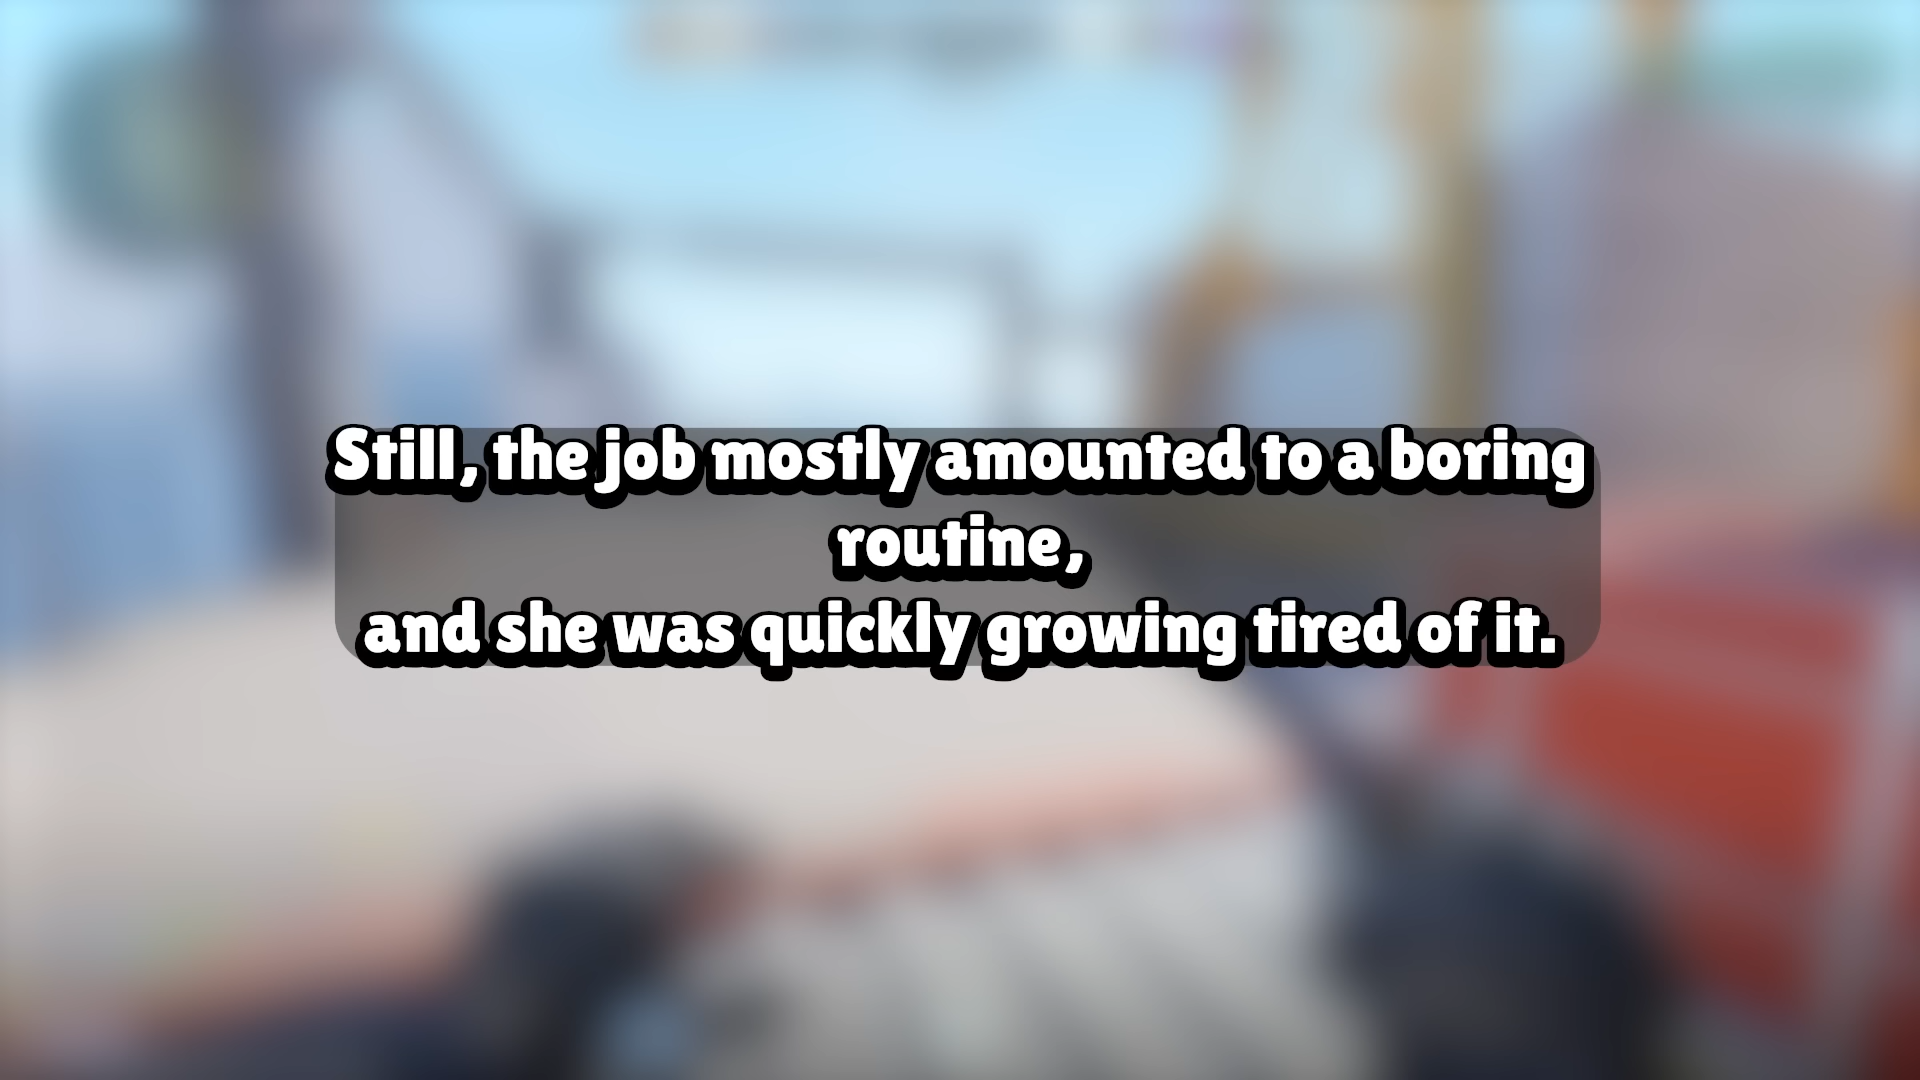 Still, the job mostly amounted to a boring
routine,
and she was quickly growing tired of it.